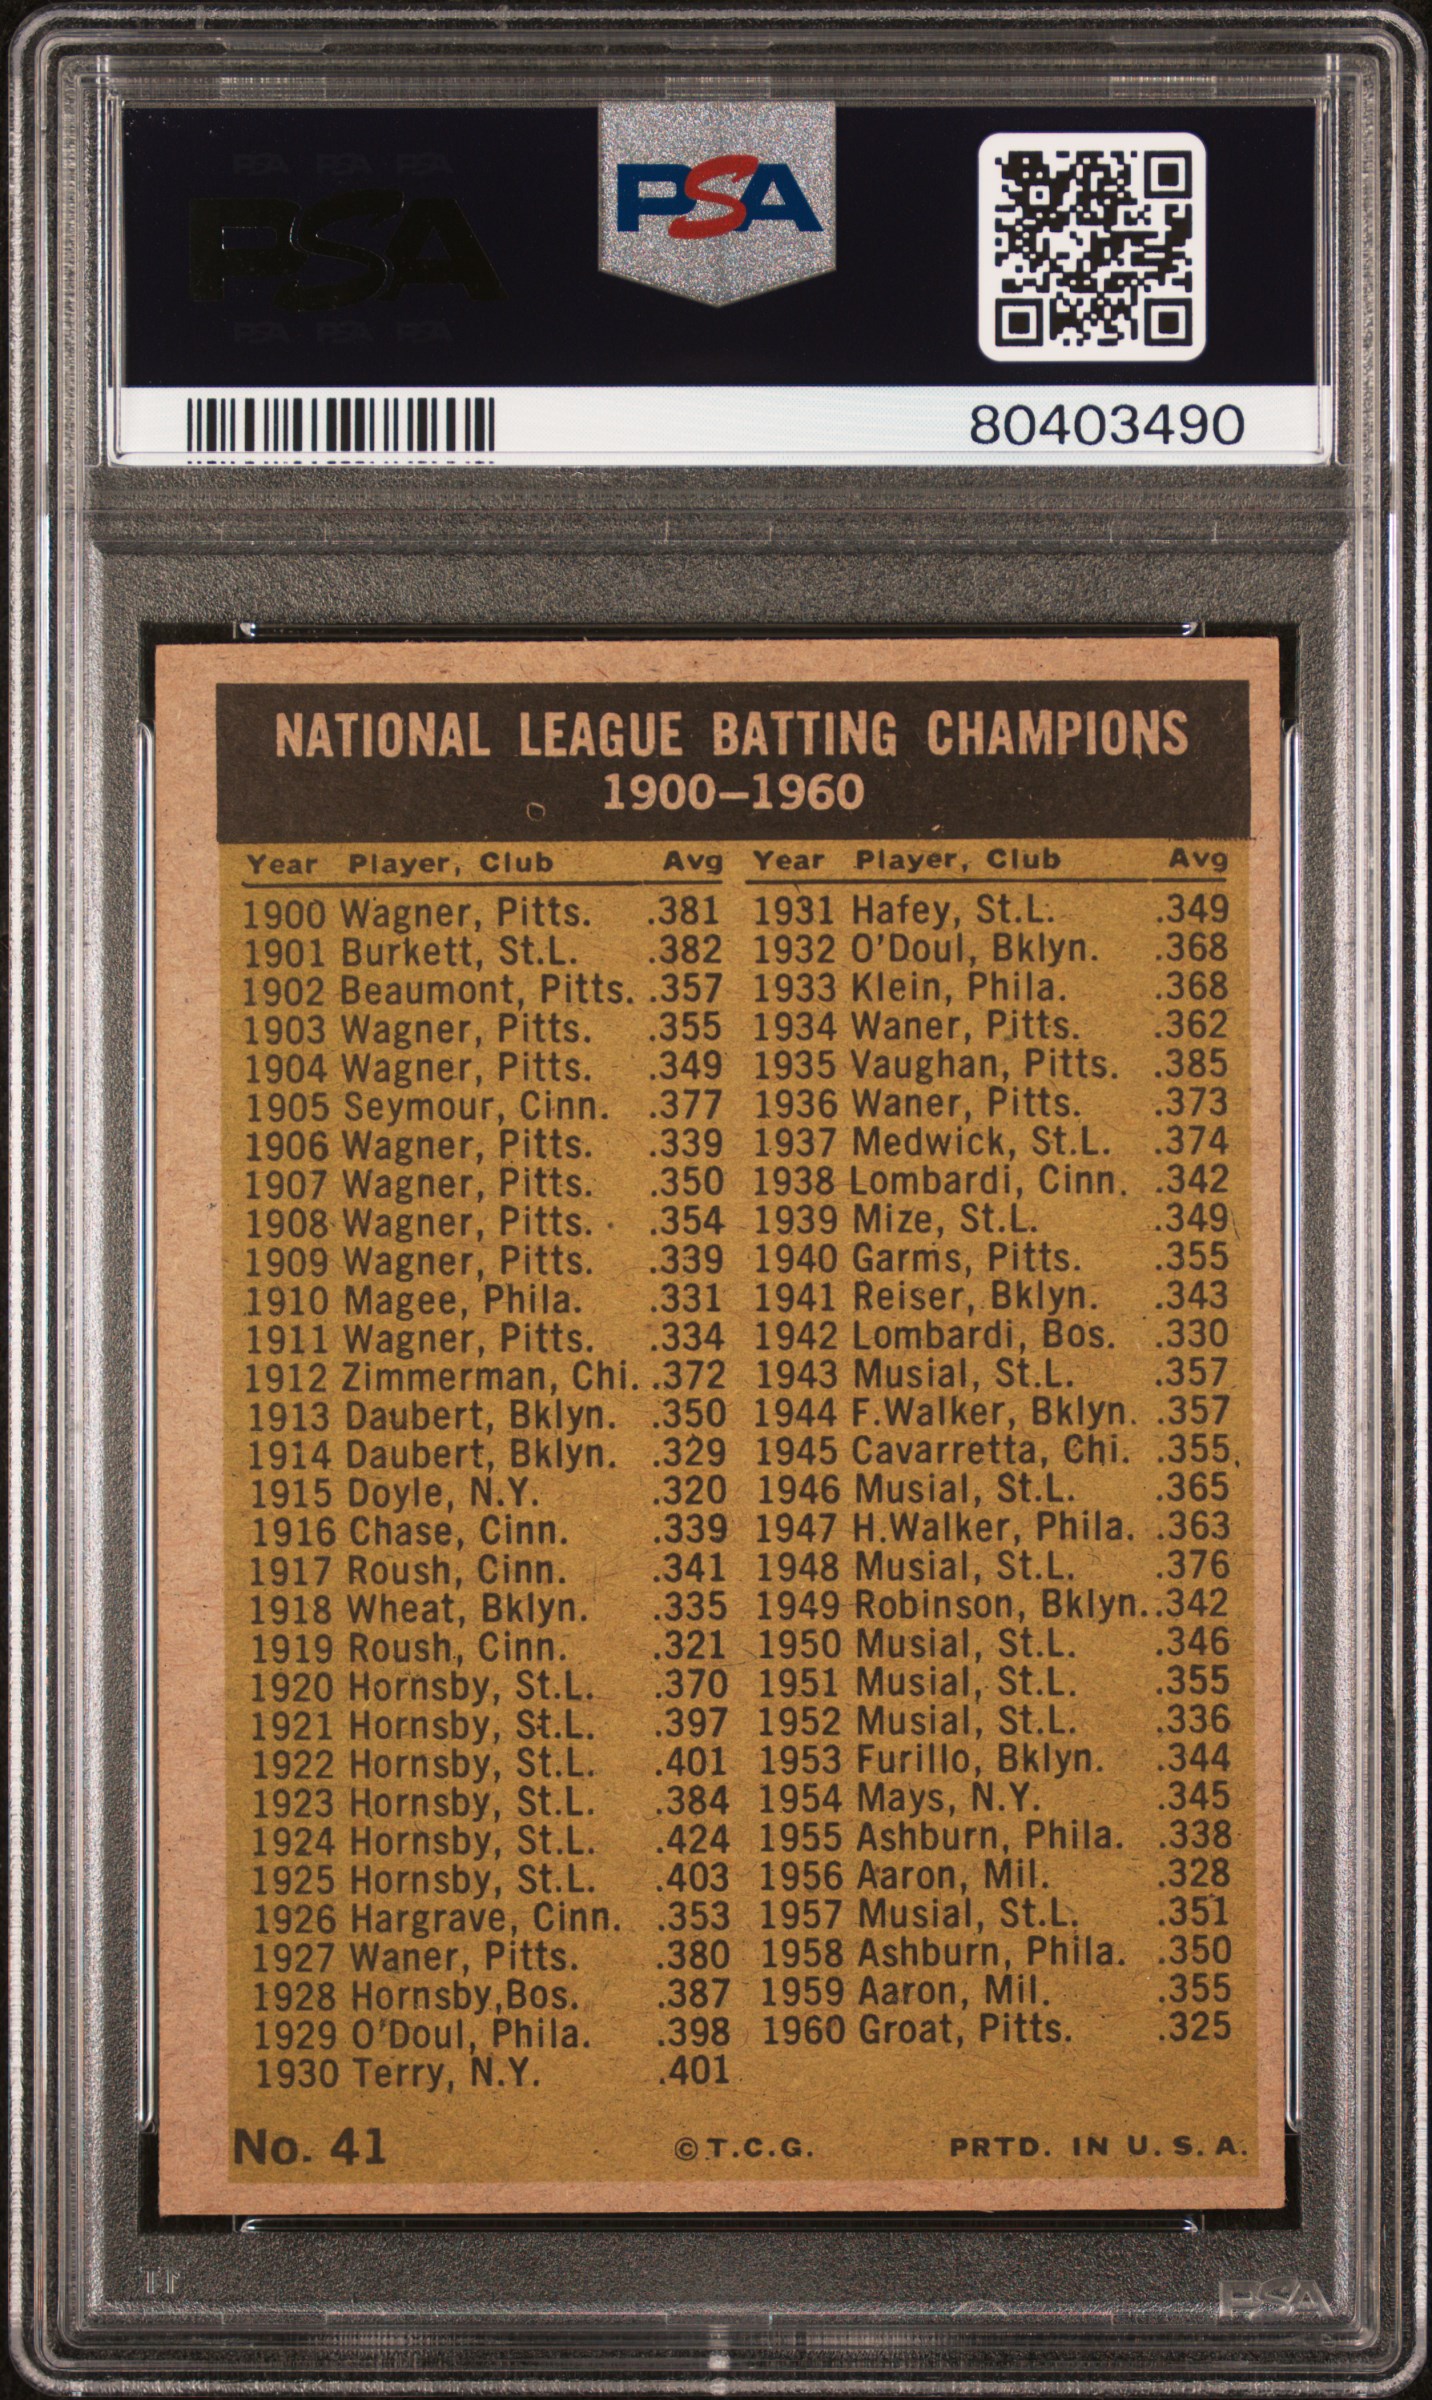 PSA PSA PSA
PSA
PSA PSA PSA
PSA
80403490
NATIONAL LEAGUE BATTING CHAMPIONS
1900–1960
Year Player, Club Avg
1900 Wagner, Pitts. .381
1901 Burkett, St.L. .382
1902 Beaumont, Pitts. .357
1903 Wagner, Pitts. .355
1904 Wagner, Pitts. .349
1905 Seymour, Cinn. .377
1906 Wagner, Pitts. .339
1907 Wagner, Pitts. .350
1908 Wagner, Pitts. .354
1909 Wagner, Pitts. .339
1910 Magee, Phila. .331
1911 Wagner, Pitts. .334
1912 Zimmerman, Chi. .372
1913 Daubert, Bklyn. .350
1914 Daubert, Bklyn. .329
1915 Doyle, N.Y. .320
1916 Chase, Cinn. .339
1917 Roush, Cinn. .341
1918 Wheat, Bklyn. .335
1919 Roush, Cinn. .321
1920 Hornsby, St.L. .370
1921 Hornsby, St.L. .397
1922 Hornsby, St.L. .401
1923 Hornsby, St.L. .384
1924 Hornsby, St.L. .424
1925 Hornsby, St.L. .403
1926 Hargrave, Cinn. .353
1927 Waner, Pitts. .380
1928 Hornsby,Bos. .387
1929 O'Doul, Phila. .398
1930 Terry, N.Y. .401
Year Player, Club Avg
1931 Hafey, St.L. .349
1932 O'Doul, Bklyn. .368
1933 Klein, Phila. .368
1934 Waner, Pitts. .362
1935 Vaughan, Pitts. .385
1936 Waner, Pitts. .373
1937 Medwick, St.L. .374
1938 Lombardi, Cinn. .342
1939 Mize, St.L. .349
1940 Garms, Pitts. .355
1941 Reiser, Bklyn. .343
1942 Lombardi, Bos. .330
1943 Musial, St.L. .357
1944 F.Walker, Bklyn. .357
1945 Cavarretta, Chi. .355
1946 Musial, St.L. .365
1947 H.Walker, Phila. .363
1948 Musial, St.L. .376
1949 Robinson, Bklyn. .342
1950 Musial, St.L. .346
1951 Musial, St.L. .355
1952 Musial, St.L. .336
1953 Furillo, Bklyn. .344
1954 Mays, N.Y. .345
1955 Ashburn, Phila. .338
1956 Aaron, Mil. .328
1957 Musial, St.L. .351
1958 Ashburn, Phila. .350
1959 Aaron, Mil. .355
1960 Groat, Pitts. .325
No. 41 © T.C.G. PRTD. IN U. S. A.
PSA